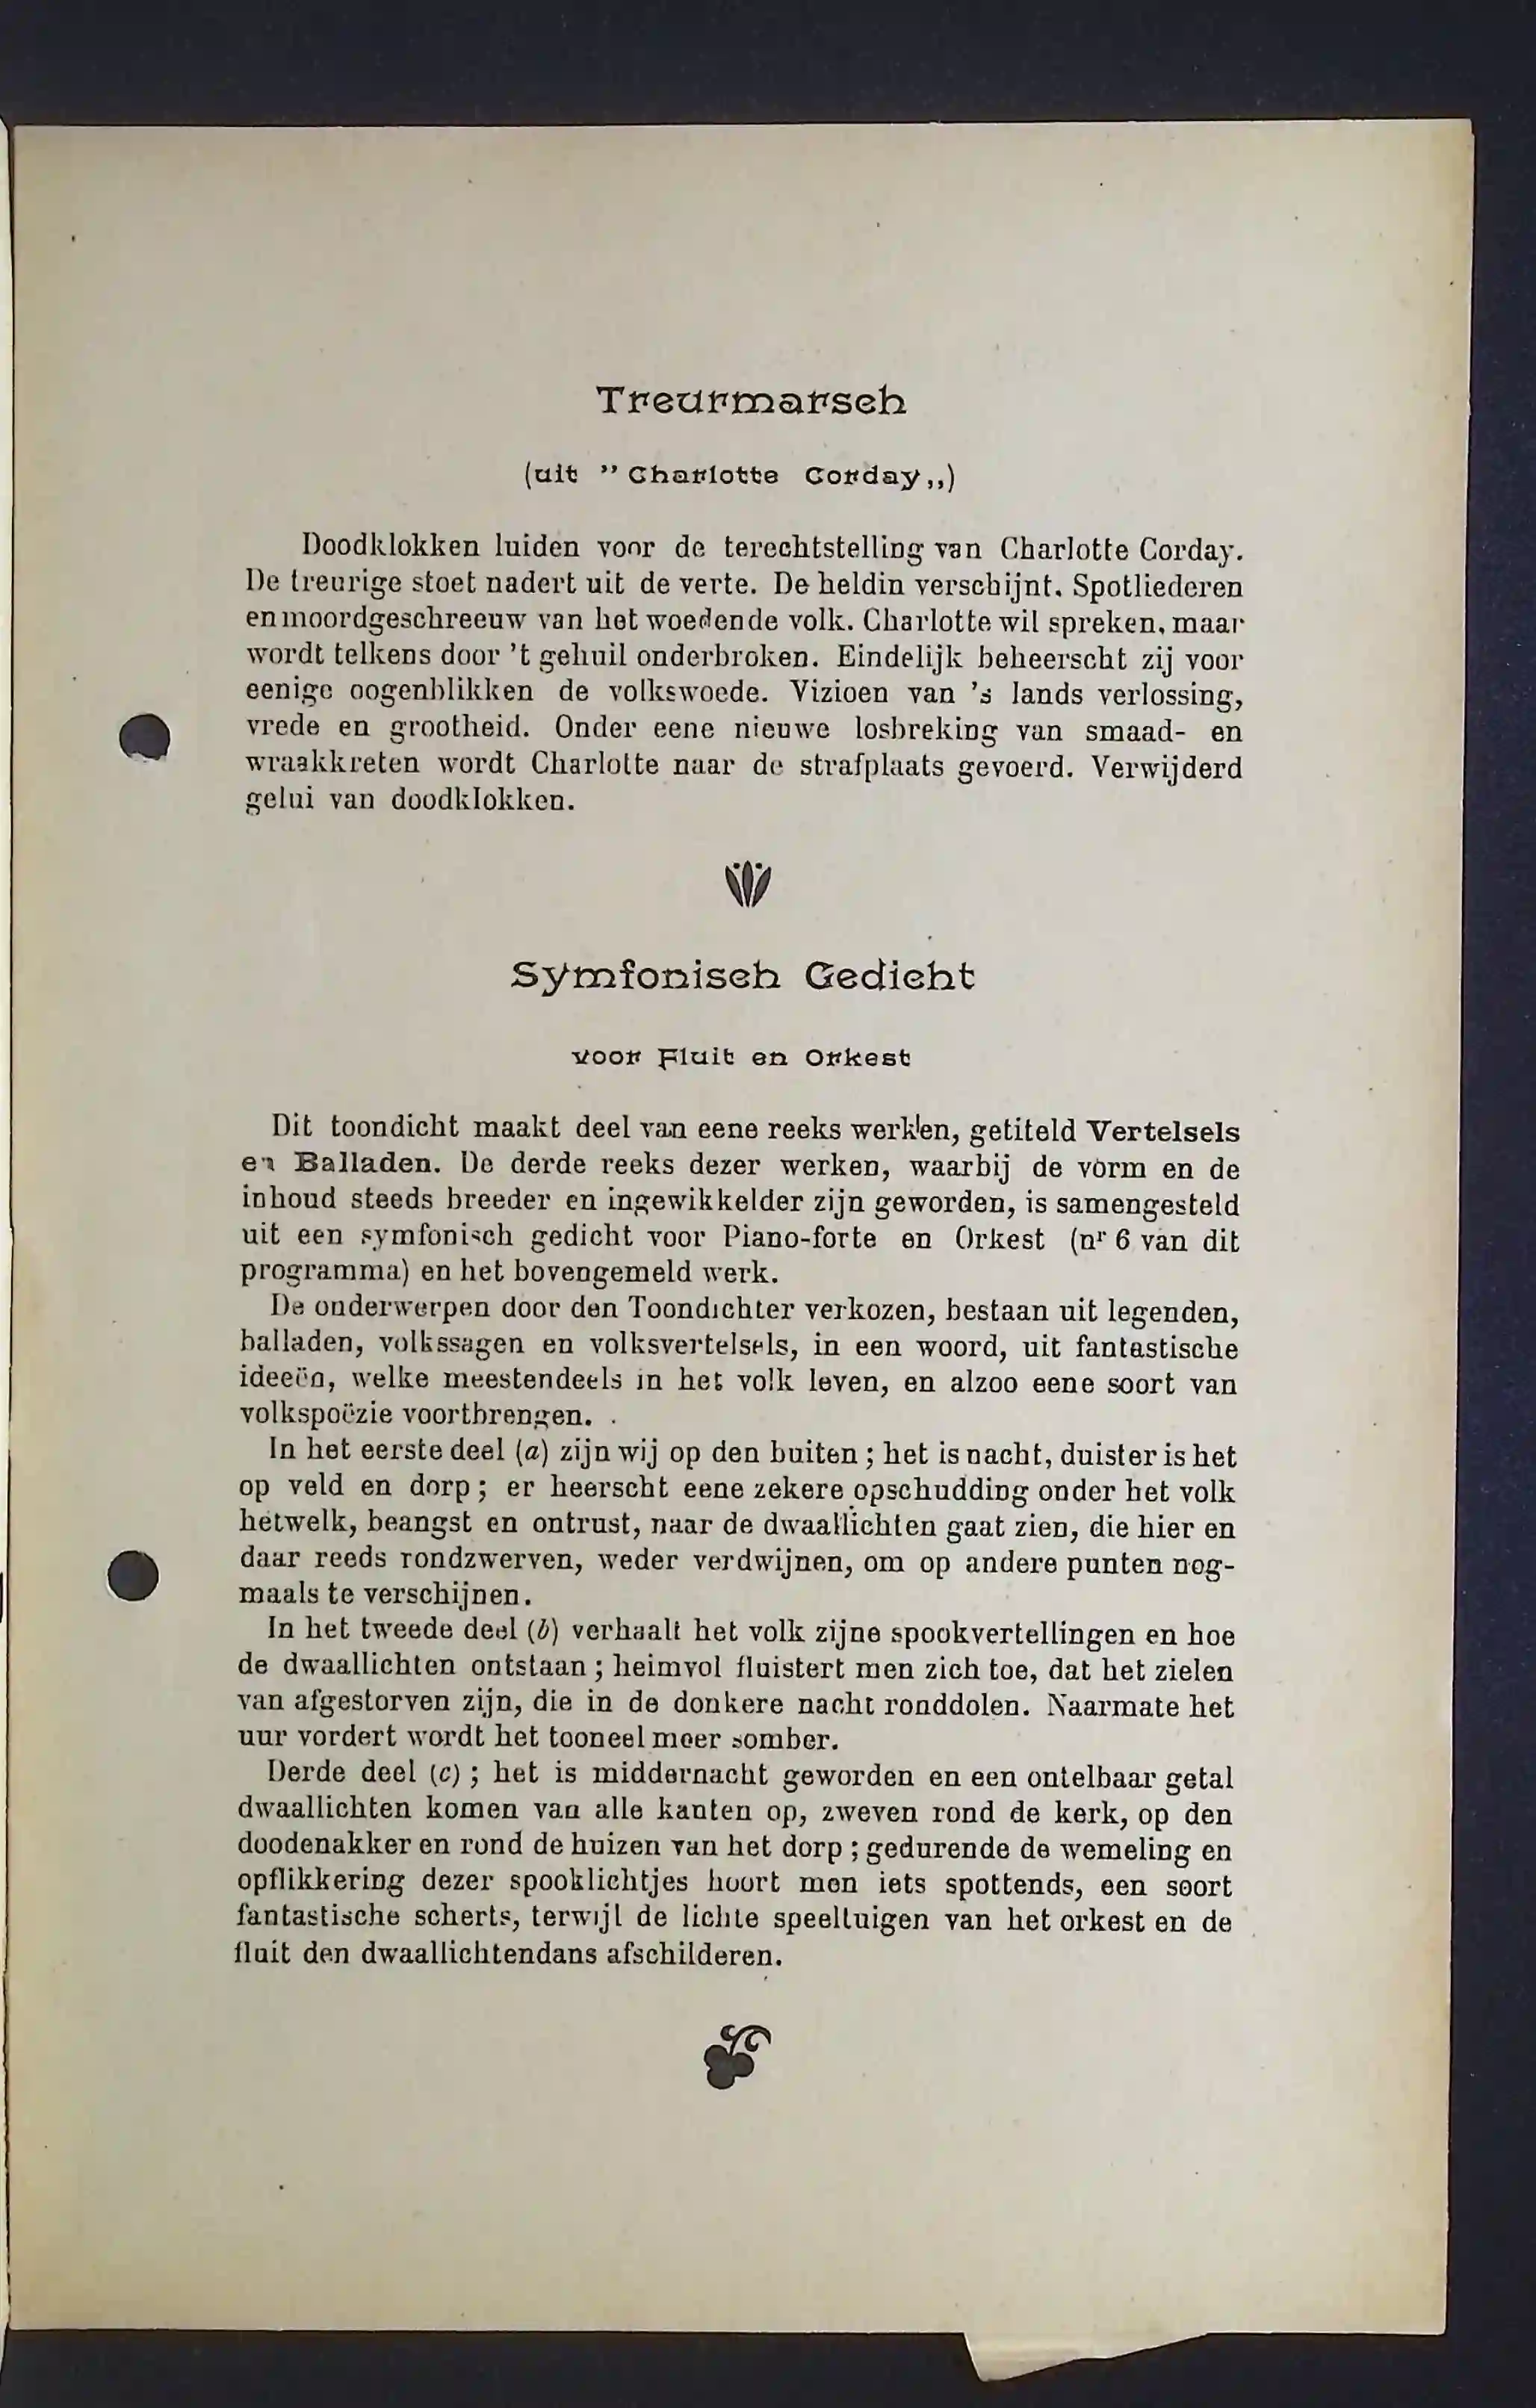 Treurmarsch
(uit ” Charlotte Corday „)
Doodklokken luiden voor de terechtstelling van Charlotte Corday.
De treurige stoet nadert uit de verte. De heldin verschijnt. Spotliederen
en moordgeschreeuw van het woedende volk. Charlotte wil spreken, maar
wordt telkens door 't gehuil onderbroken. Eindelijk beheerscht zij voor
eenige oogenblikken de volkswoede. Vizioen van 's lands verlossing,
vrede en grootheid. Onder eene nieuwe losbreking van smaad- en
wraakkreten wordt Charlotte naar de strafplaats gevoerd. Verwijderd
gelui van doodklokken.
Symfonisch Gedicht
voor Fluit en Orkest
Dit toondicht maakt deel van eene reeks werken, getiteld Vertelsels
en Balladen. De derde reeks dezer werken, waarbij de vorm en de
inhoud steeds breeder en ingewikkelder zijn geworden, is samengesteld
uit een symfonisch gedicht voor Piano-forte en Orkest (nr 6 van dit
programma) en het bovengemeld werk.
De onderwerpen door den Toondichter verkozen, bestaan uit legenden,
balladen, volkssagen en volksvertelsels, in een woord, uit fantastische
ideeën, welke meestendeels in het volk leven, en alzoo eene soort van
volkspoëzie voortbrengen.
In het eerste deel (a) zijn wij op den buiten ; het is nacht, duister is het
op veld en dorp ; er heerscht eene zekere opschudding onder het volk
hetwelk, beangst en ontrust, naar de dwaallichten gaat zien, die hier en
daar reeds rondzwerven, weder verdwijnen, om op andere punten nog-
maals te verschijnen.
In het tweede deel (b) verhaalt het volk zijne spookvertellingen en hoe
de dwaallichten ontstaan ; heimvol fluistert men zich toe, dat het zielen
van afgestorven zijn, die in de donkere nacht ronddolen. Naarmate het
uur vordert wordt het tooneel meer somber.
Derde deel (c) ; het is middernacht geworden en een ontelbaar getal
dwaallichten komen van alle kanten op, zweven rond de kerk, op den
doodenakker en rond de huizen van het dorp ; gedurende de wemeling en
opflikkering dezer spooklichtjes hoort men iets spottends, een soort
fantastische scherts, terwijl de lichte speeltuigen van het orkest en de
fluit den dwaallichtendans afschilderen.